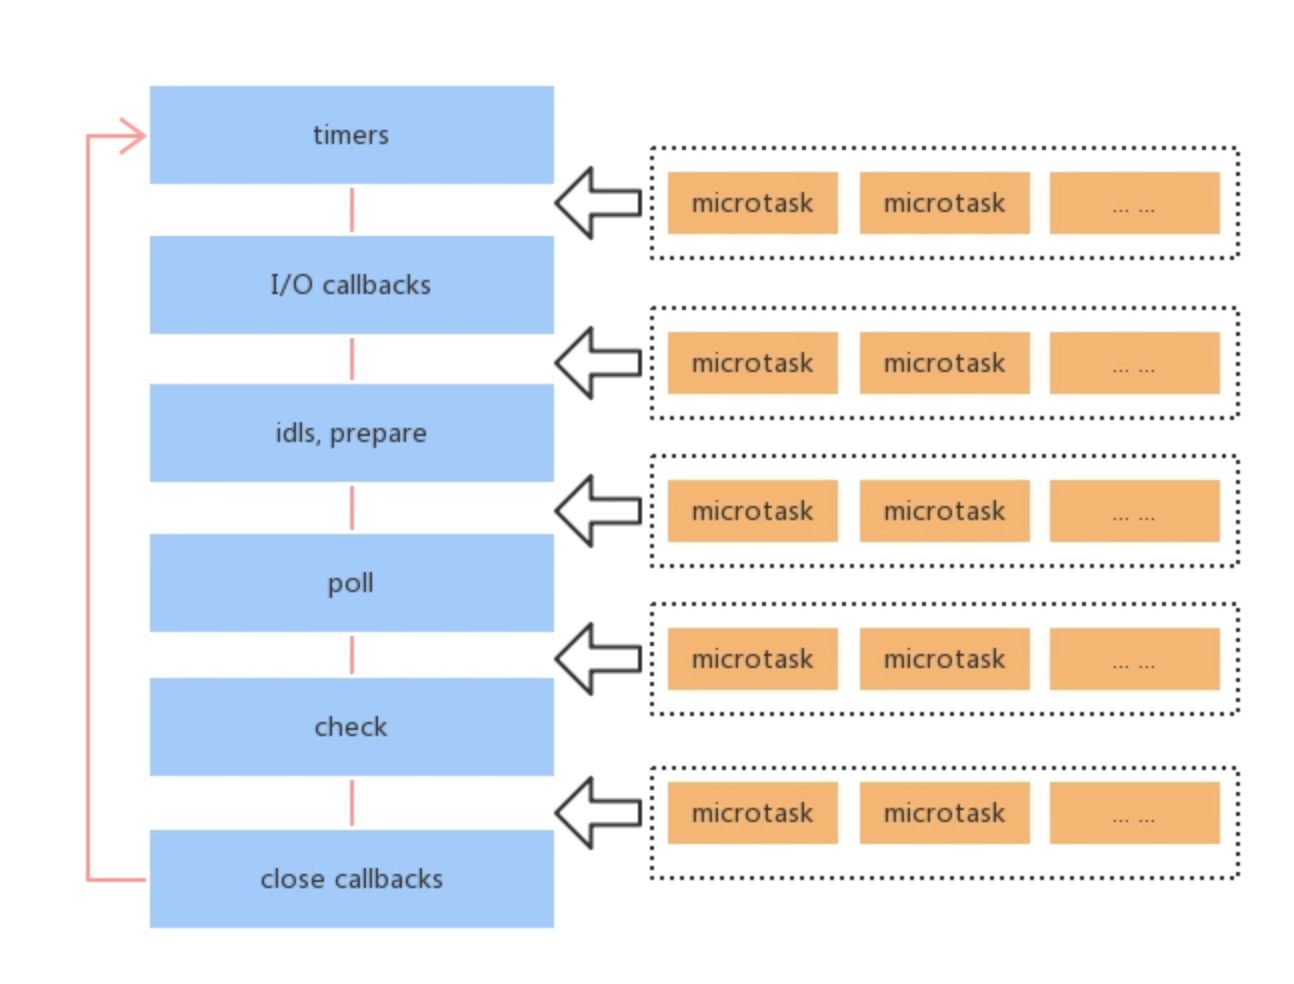 timers
microtask microtask ... ...
I/O callbacks
microtask microtask ... ...
idls, prepare
microtask microtask ... ...
poll
microtask microtask ... ...
check
microtask microtask ... ...
close callbacks